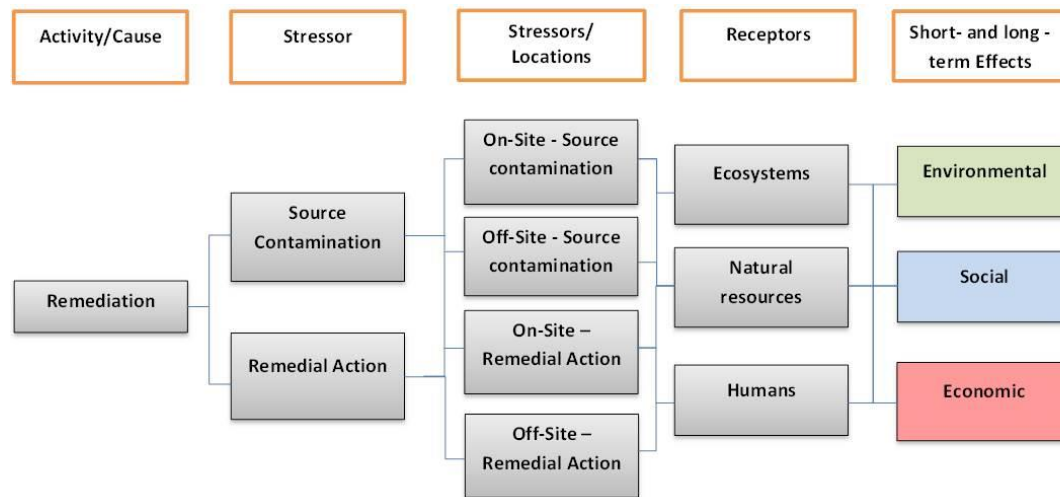 Activity/Cause
Stressor
Stressors/
Locations
Receptors
Short- and long -
term Effects
Remediation
Source
Contamination
Remedial Action
On-Site - Source
contamination
Off-Site - Source
contamination
On-Site –
Remedial Action
Off-Site –
Remedial Action
Ecosystems
Natural
resources
Humans
Environmental
Social
Economic